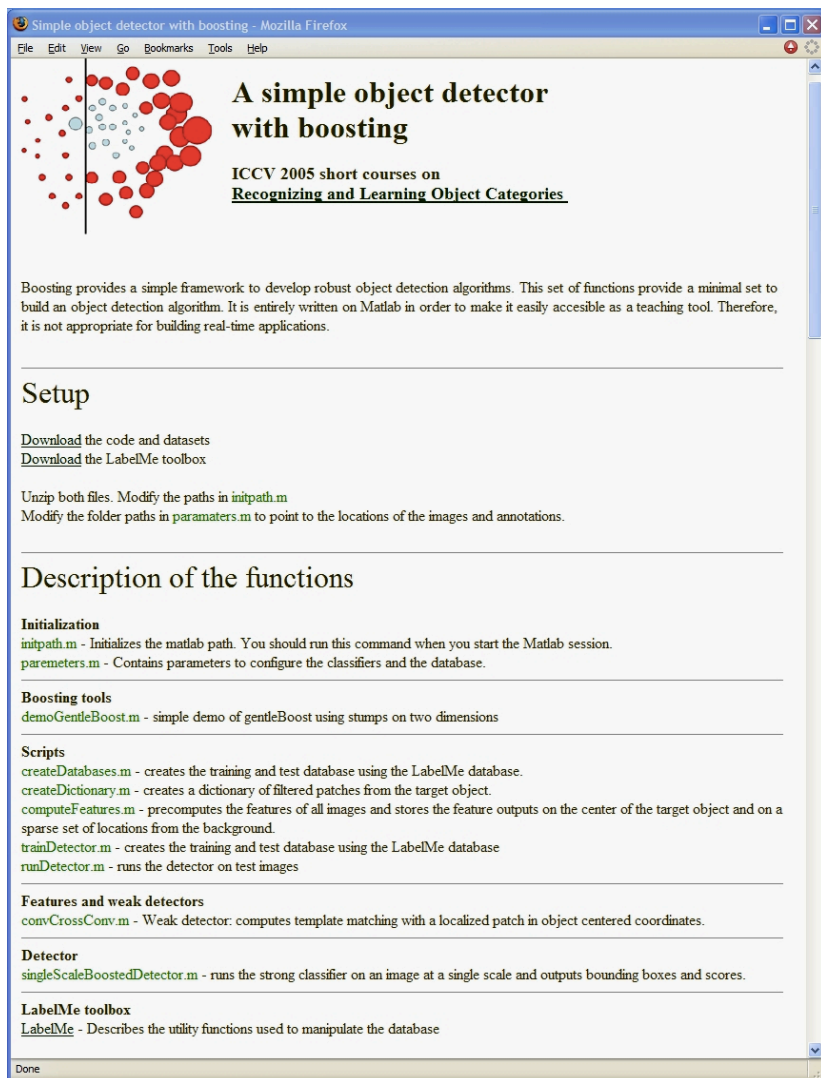 Simple object detector with boosting - Mozilla Firefox
File Edit View Go Bookmarks Tools Help
A simple object detector
with boosting
ICCV 2005 short courses on
Recognizing and Learning Object Categories
Boosting provides a simple framework to develop robust object detection algorithms. This set of functions provide a minimal set to
build an object detection algorithm. It is entirely written on Matlab in order to make it easily accesible as a teaching tool. Therefore,
it is not appropriate for building real-time applications.
Setup
Download the code and datasets
Download the LabelMe toolbox
Unzip both files. Modify the paths in initpath.m
Modify the folder paths in paramaters.m to point to the locations of the images and annotations.
Description of the functions
Initialization
initpath.m - Initializes the matlab path. You should run this command when you start the Matlab session.
paremeters.m - Contains parameters to configure the classifiers and the database.
Boosting tools
demoGentleBoost.m - simple demo of gentleBoost using stumps on two dimensions
Scripts
createDatabases.m - creates the training and test database using the LabelMe database.
createDictionary.m - creates a dictionary of filtered patches from the target object.
computeFeatures.m - precomputes the features of all images and stores the feature outputs on the center of the target object and on a
sparse set of locations from the background.
trainDetector.m - creates the training and test database using the LabelMe database
runDetector.m - runs the detector on test images
Features and weak detectors
convCrossConv.m - Weak detector: computes template matching with a localized patch in object centered coordinates.
Detector
singleScaleBoostedDetector.m - runs the strong classifier on an image at a single scale and outputs bounding boxes and scores.
LabelMe toolbox
LabelMe - Describes the utility functions used to manipulate the database
Done